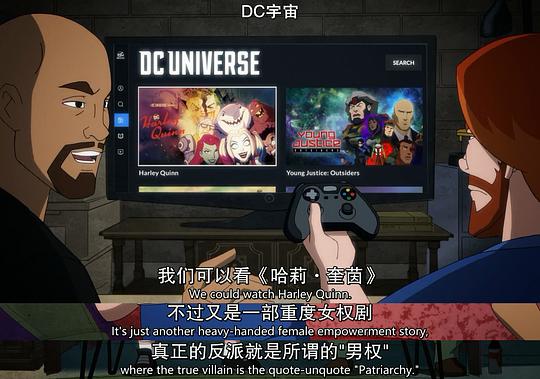 DC宇宙
DC UNIVERSE
SEARCH
Harley Quinn
YOUNG JUSTICE
OUTSIDERS
Harley Quinn
Young Justice: Outsiders
我们可以看《哈莉·奎茵》
We could watch Harley Quinn.
不过又是一部重度女权剧
It's just another heavy-handed female empowerment story,
真正的反派就是所谓的"男权"
where the true villain is the quote-unquote "Patriarchy."